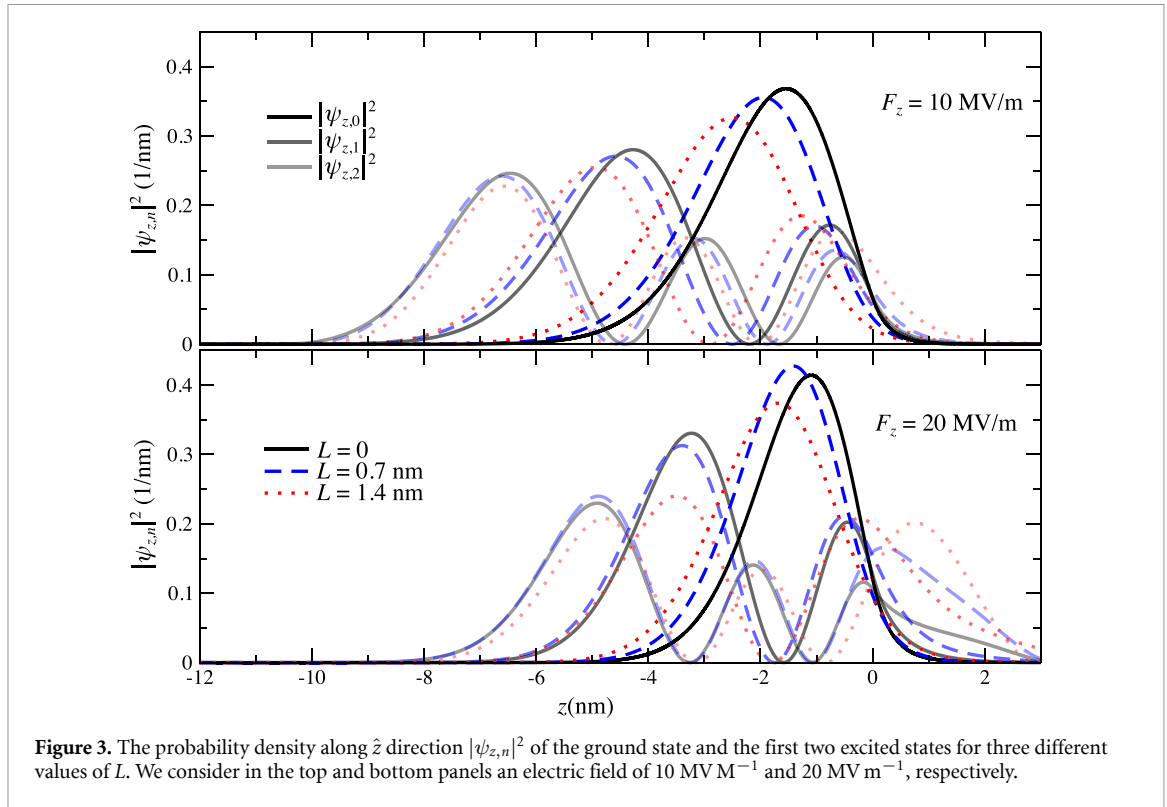 0.4
0.3
0.2
0.1
0
|ψz,n|² (1/nm)
|ψz,0|²
|ψz,1|²
|ψz,2|²
Fz = 10 MV/m
0.4
0.3
0.2
0.1
0
|ψz,n|² (1/nm)
L = 0
L = 0.7 nm
L = 1.4 nm
Fz = 20 MV/m
-12 -10 -8 -6 -4 -2 0 2
z(nm)
Figure 3. The probability density along ẑ direction |ψz,n|² of the ground state and the first two excited states for three different
values of L. We consider in the top and bottom panels an electric field of 10 MV M⁻¹ and 20 MV m⁻¹, respectively.